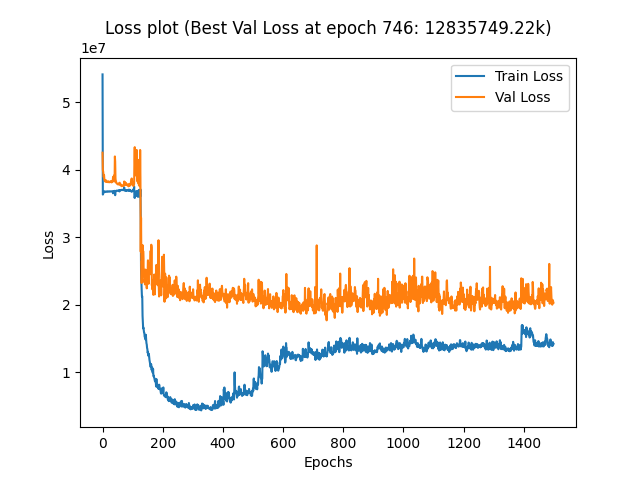 Loss plot (Best Val Loss at epoch 746: 12835749.22k)
1e7
Train Loss
Val Loss
5
4
3
2
1
Loss
0 200 400 600 800 1000 1200 1400
Epochs